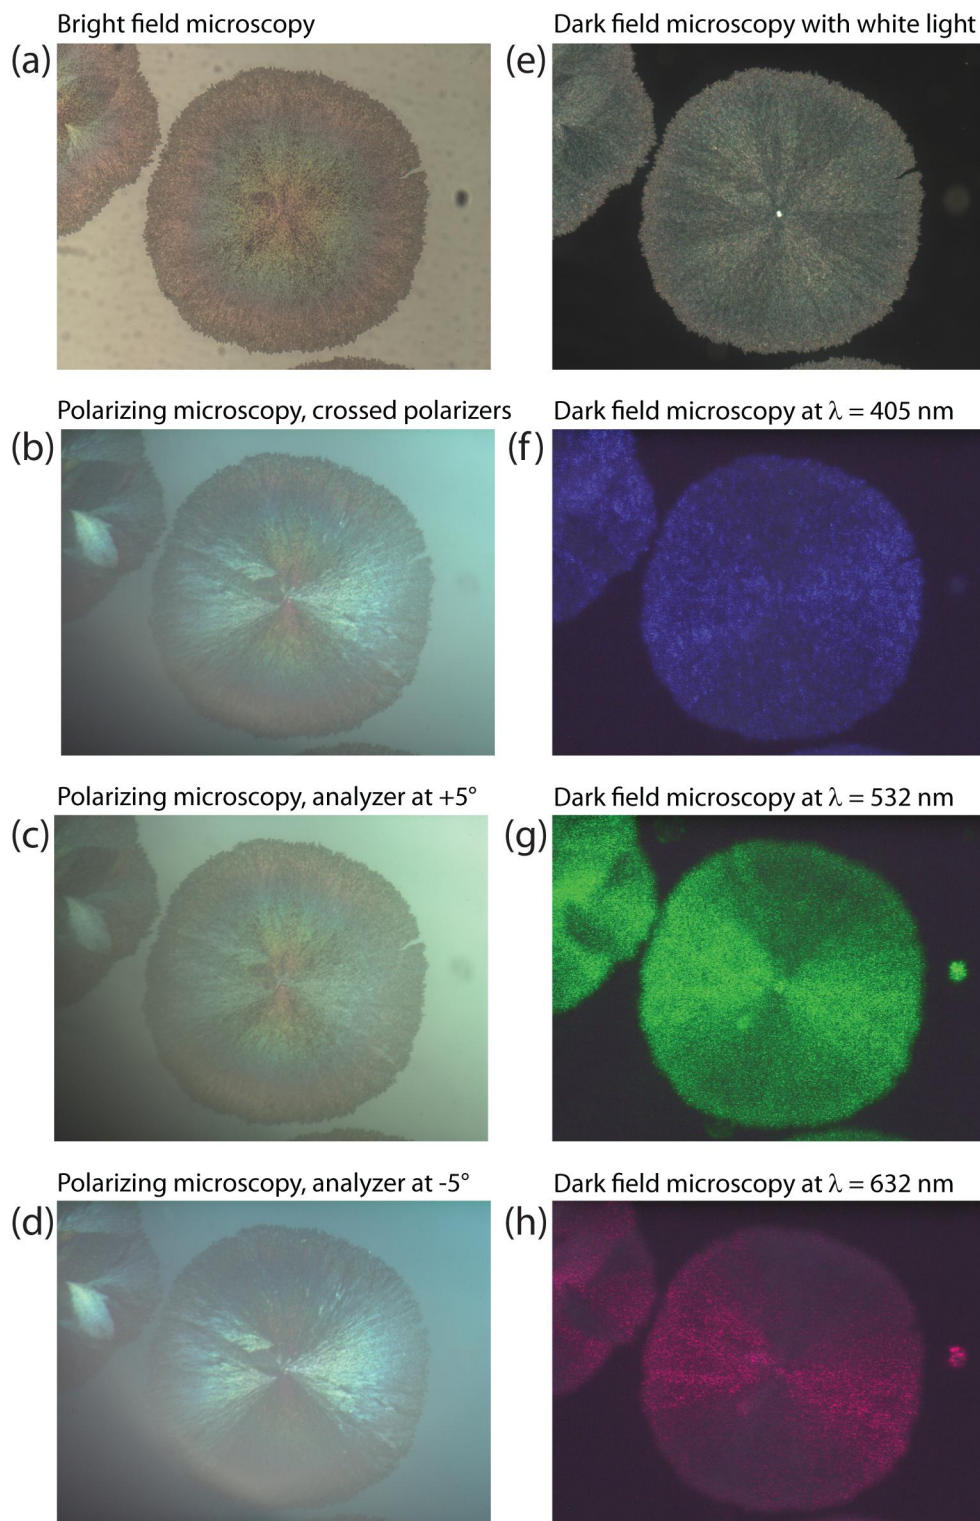 Bright field microscopy
(a)
Dark field microscopy with white light
(e)
Polarizing microscopy, crossed polarizers
(b)
Dark field microscopy at λ = 405 nm
(f)
Polarizing microscopy, analyzer at +5°
(c)
Dark field microscopy at λ = 532 nm
(g)
Polarizing microscopy, analyzer at -5°
(d)
Dark field microscopy at λ = 632 nm
(h)